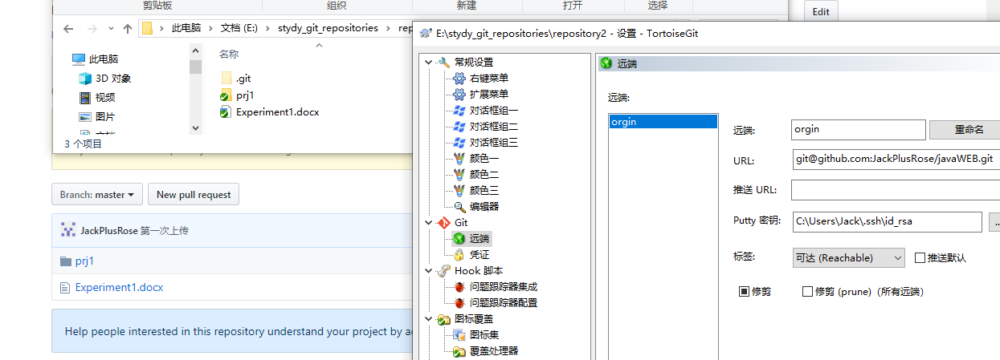 剪贴板
组织
新建
打开
选择
此电脑 > 文档 (E:) > stydy_git_repositories >
名称
此电脑
3D 对象
视频
图片
.git
prj1
Experiment1.docx
3 个项目
Edit
Branch: master
New pull request
JackPlusRose 第一次上传
prj1
Experiment1.docx
Help people interested in this repository understand your project by
E:\stydy_git_repositories\repository2 - 设置 - TortoiseGit
常规设置
右键菜单
扩展菜单
对话框组一
对话框组二
对话框组三
颜色一
颜色二
颜色三
编辑器
Git
远端
凭证
Hook 脚本
问题跟踪器集成
问题跟踪器配置
图标覆盖
图标集
覆盖处理器
远端
远端:
orgin
远端:
orgin
重命名
URL:
git@github.com:JackPlusRose/javaWEB.git
推送 URL:
Putty 密钥:
C:\Users\Jack\.ssh\id_rsa
...
标签:
可达 (Reachable)
推送默认
修剪
修剪 (prune)（所有远端）